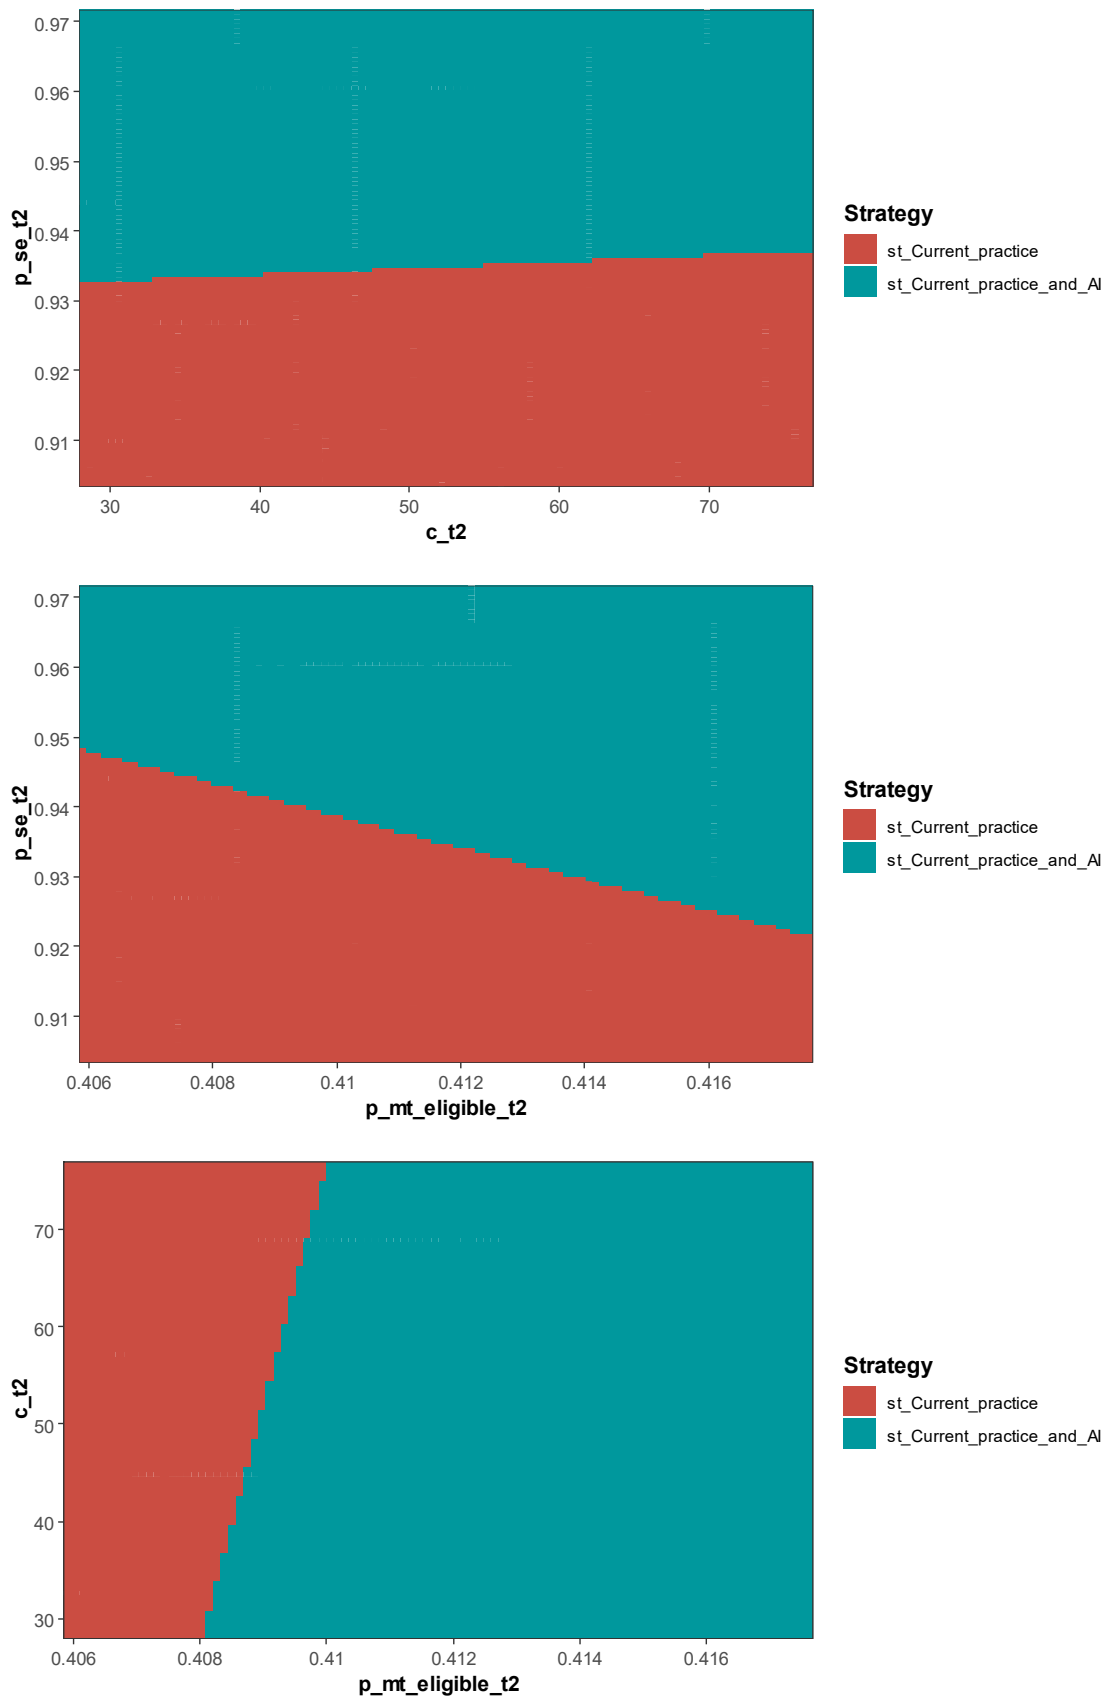 0.97
0.96
0.95
0.94
0.93
0.92
0.91
p_se_t2
30 40 50 60 70
c_t2
Strategy
st_Current_practice
st_Current_practice_and_AI
0.97
0.96
0.95
0.94
0.93
0.92
0.91
p_se_t2
0.406 0.408 0.41 0.412 0.414 0.416
p_mt_eligible_t2
Strategy
st_Current_practice
st_Current_practice_and_AI
70
60
50
40
30
c_t2
0.406 0.408 0.41 0.412 0.414 0.416
p_mt_eligible_t2
Strategy
st_Current_practice
st_Current_practice_and_AI